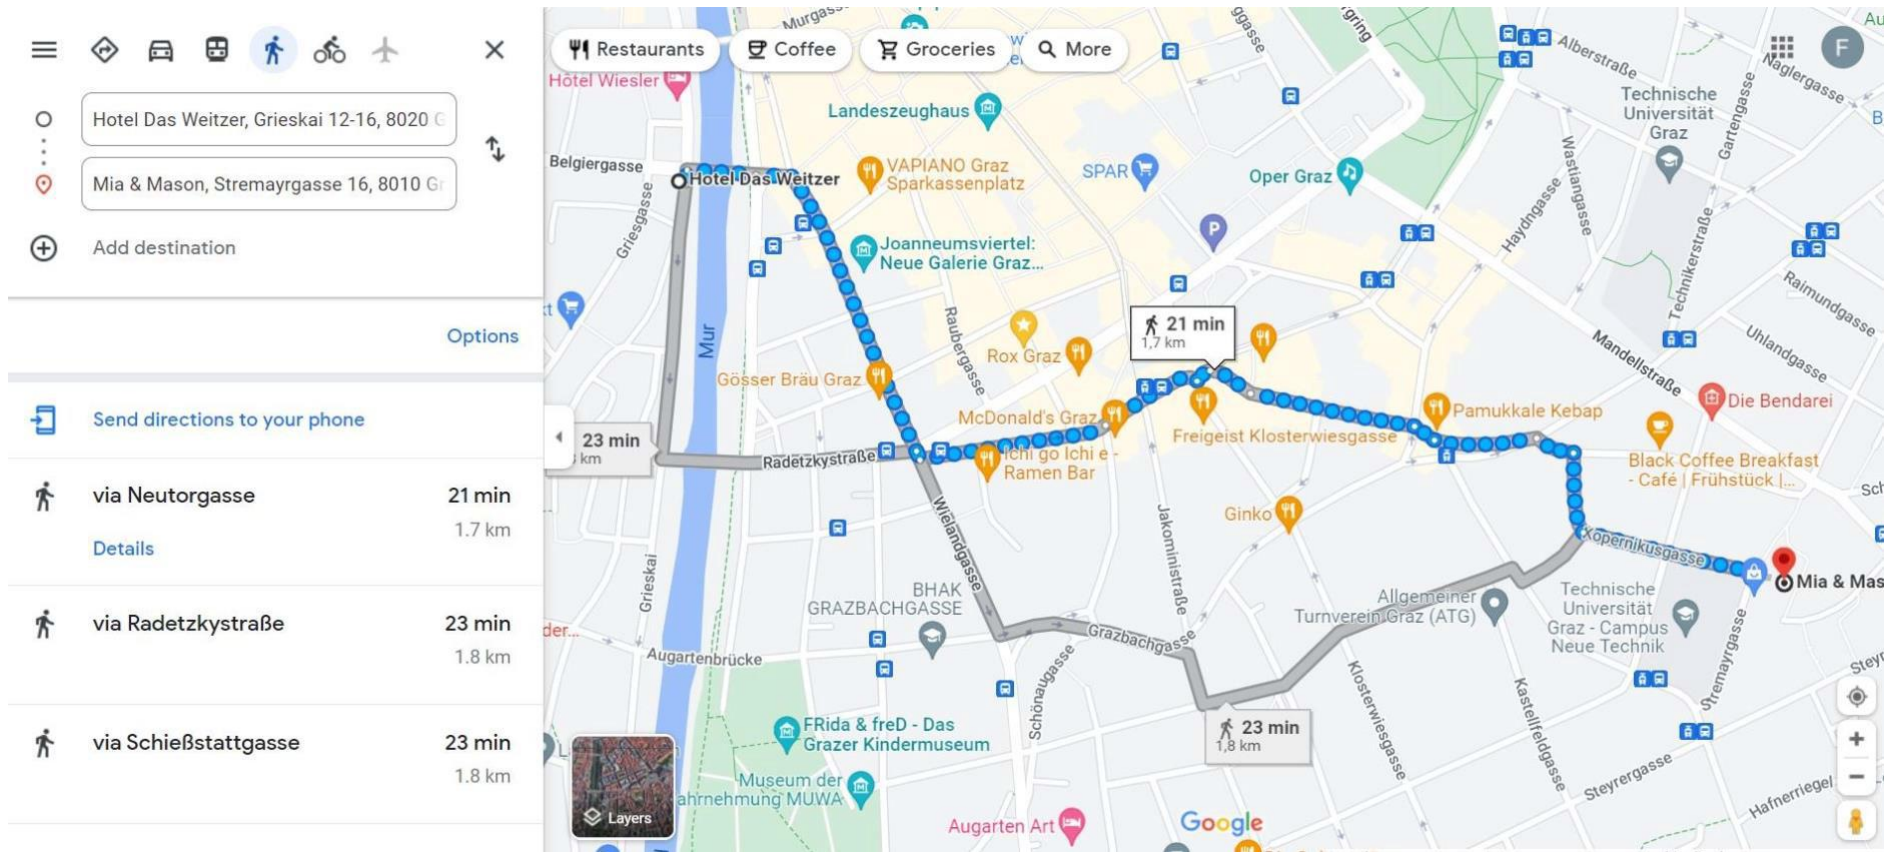 Hotel Das Weitzer, Grieskai 12-16, 8020 G
Mia & Mason, Stremayrgasse 16, 8010 Gr
Add destination
Options
Send directions to your phone
via Neutorgasse
21 min
1.7 km
Details
via Radetzkystraße
23 min
1.8 km
via Schießstattgasse
23 min
1.8 km
Restaurants
Coffee
Groceries
More
F
Murgasse
Hôtel Wiesler
Landeszeughaus
Alberstraße
Naglergasse
Technische
Universität
Graz
Gartengasse
Wastiangasse
Belgiergasse
Hotel Das Weitzer
VAPIANO Graz
Sparkassenplatz
SPAR
Oper Graz
P
Haydngasse
Technikerstraße
Griesgasse
Joanneumsviertel:
Neue Galerie Graz...
Raimundgasse
Uhlandgasse
Mandellstraße
Mur
Raubergasse
Rox Graz
21 min
1,7 km
Gösser Bräu Graz
McDonald's Graz
Freigeist Klosterwiesgasse
Pamukkale Kebap
Die Bendarei
23 min
km
Radetzkystraße
Ichi go Ichi e -
Ramen Bar
Black Coffee Breakfast
- Café | Frühstück |...
Wielandgasse
Jakoministraße
Ginko
Kopernikusgasse
Mia & Mas
Grieskai
BHAK
GRAZBACHGASSE
Grazbachgasse
Allgemeiner
Turnverein Graz (ATG)
Technische
Universität
Graz - Campus
Neue Technik
Stremayrgasse
der...
Augartenbrücke
Schönaugasse
Klosterwiesgasse
Kastellfeldgasse
FRida & freD - Das
Grazer Kindermuseum
23 min
1,8 km
Museum der
ahrnehmung MUWA
Steyrergasse
Hafnerriegel
Layers
Augarten Art
Google